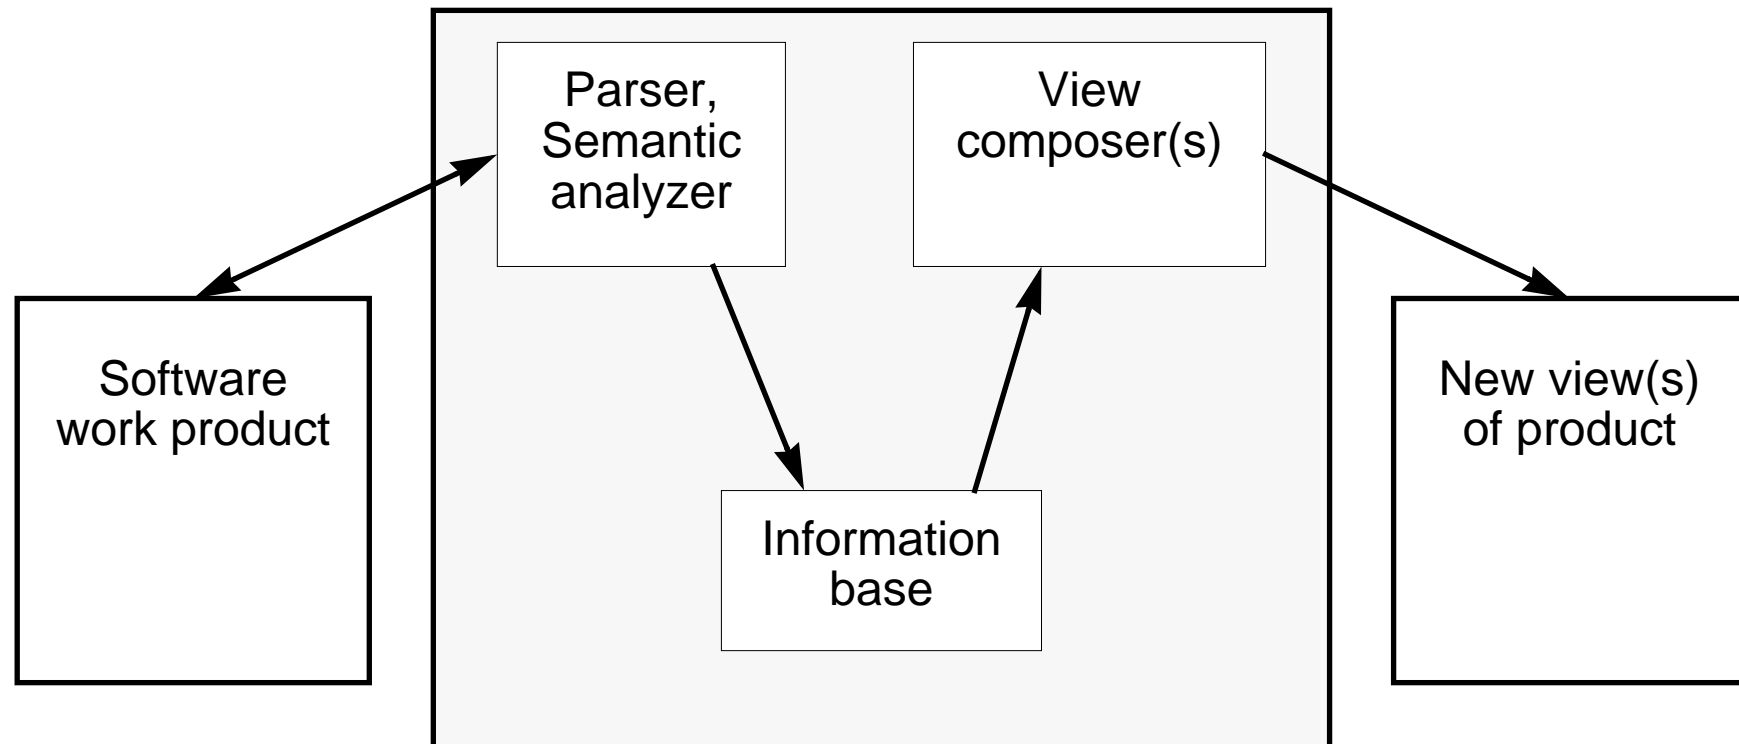 Parser,
Semantic
analyzer
View
composer(s)
Software
work product
New view(s)
of product
Information
base